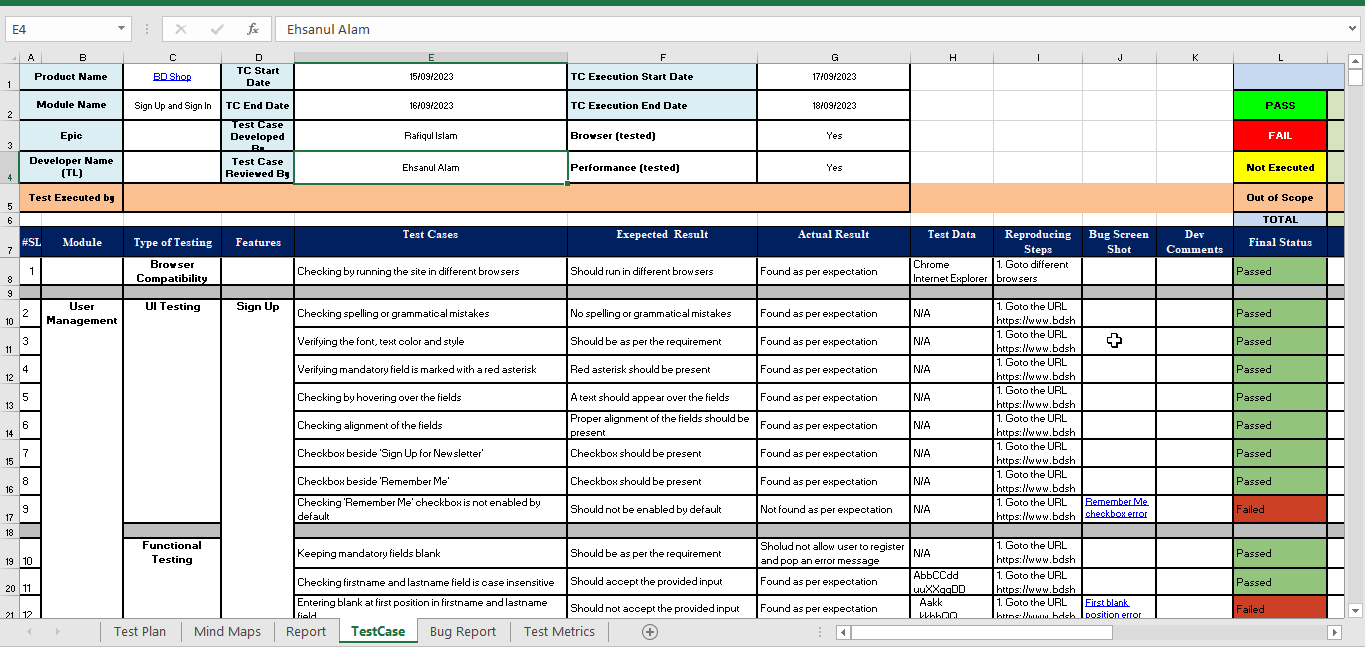 E4 fx Ehsanul Alam
A B C D E F G H I J K L
1 Product Name BD Shop TC Start Date 15/09/2023 TC Execution Start Date 17/09/2023
2 Module Name Sign Up and Sign In TC End Date 16/09/2023 TC Execution End Date 18/09/2023 PASS
3 Epic Test Case Developed By Rafiqul Islam Browser (tested) Yes FAIL
4 Developer Name (TL) Test Case Reviewed By Ehsanul Alam Performance (tested) Yes Not Executed
5 Test Executed by Out of Scope
6 TOTAL
7 #SL Module Type of Testing Features Test Cases Exepected Result Actual Result Test Data Reproducing Steps Bug Screen Shot Dev Comments Final Status
8 1 Browser Compatibility Checking by running the site in different browsers Should run in different browsers Found as per expectation Chrome Internet Explorer 1. Goto different browsers Passed
9
10 2 User Management UI Testing Sign Up Checking spelling or grammatical mistakes No spelling or grammatical mistakes Found as per expectation N/A 1. Goto the URL https://www.bdsh Passed
11 3 Verifying the font, text color and style Should be as per the requirement Found as per expectation N/A 1. Goto the URL https://www.bdsh Passed
12 4 Verifying mandatory field is marked with a red asterisk Red asterisk should be present Found as per expectation N/A 1. Goto the URL https://www.bdsh Passed
13 5 Checking by hovering over the fields A text should appear over the fields Found as per expectation N/A 1. Goto the URL https://www.bdsh Passed
14 6 Checking alignment of the fields Proper alignment of the fields should be present Found as per expectation N/A 1. Goto the URL https://www.bdsh Passed
15 7 Checkbox beside 'Sign Up for Newsletter' Checkbox should be present Found as per expectation N/A 1. Goto the URL https://www.bdsh Passed
16 8 Checkbox beside 'Remember Me' Checkbox should be present Found as per expectation N/A 1. Goto the URL https://www.bdsh Passed
17 9 Checking 'Remember Me' checkbox is not enabled by default Should not be enabled by default Not found as per expectation N/A 1. Goto the URL https://www.bdsh Remember Me checkbox error Failed
18
19 10 Functional Testing Keeping mandatory fields blank Should be as per the requirement Sholud not allow user to register and pop an error message N/A 1. Goto the URL https://www.bdsh Passed
20 11 Checking firstname and lastname field is case insensitive Should accept the provided input Found as per expectation AbbCCdd uuXXqqDD 1. Goto the URL https://www.bdsh Passed
21 12 Entering blank at first position in firstname and lastname field Should not accept the provided input Found as per expectation Aakk kkhhQQ 1. Goto the URL https://www.bdsh First blank position error Failed
Test Plan Mind Maps Report TestCase Bug Report Test Metrics